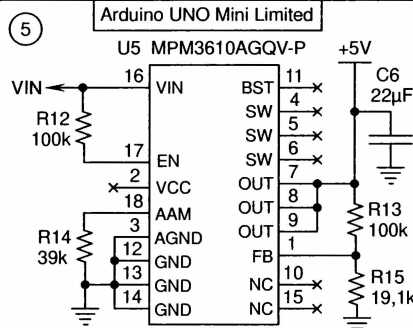 Arduino UNO Mini Limited
5
U5 MPM3610AGQV-P
+5V
VIN
16 VIN
BST 11
C6
22µF
SW 4
R12
100k
SW 5
SW 6
17 EN
2 VCC
OUT 7
18 AAM
OUT 8
R13
100k
3 AGND
OUT 9
R14
39k
12 GND
FB 1
13 GND
NC 10
R15
19,1k
14 GND
NC 15